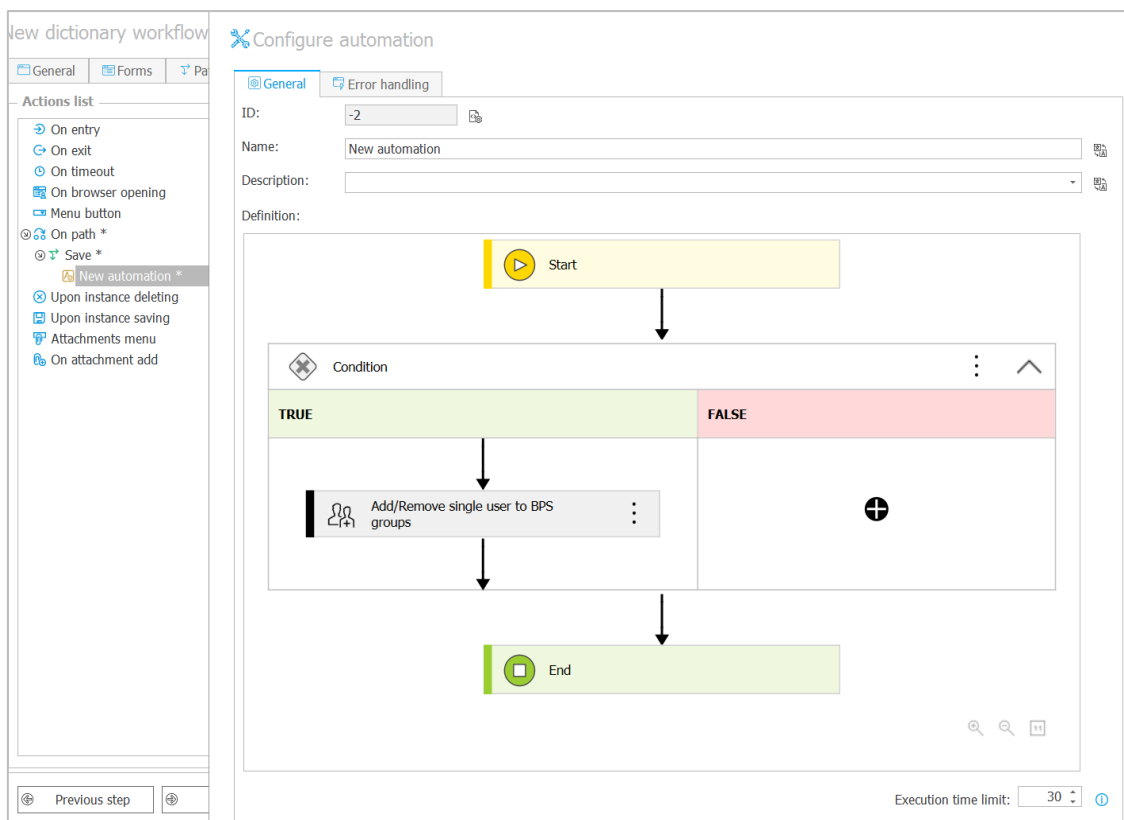 New dictionary workflow
General
Forms
Pa
Actions list
On entry
On exit
On timeout
On browser opening
Menu button
On path *
Save *
New automation *
Upon instance deleting
Upon instance saving
Attachments menu
On attachment add
Previous step
Configure automation
General
Error handling
ID:
-2
Name:
New automation
Description:
Definition:
Start
Condition
TRUE
FALSE
Add/Remove single user to BPS
groups
End
Execution time limit:
30